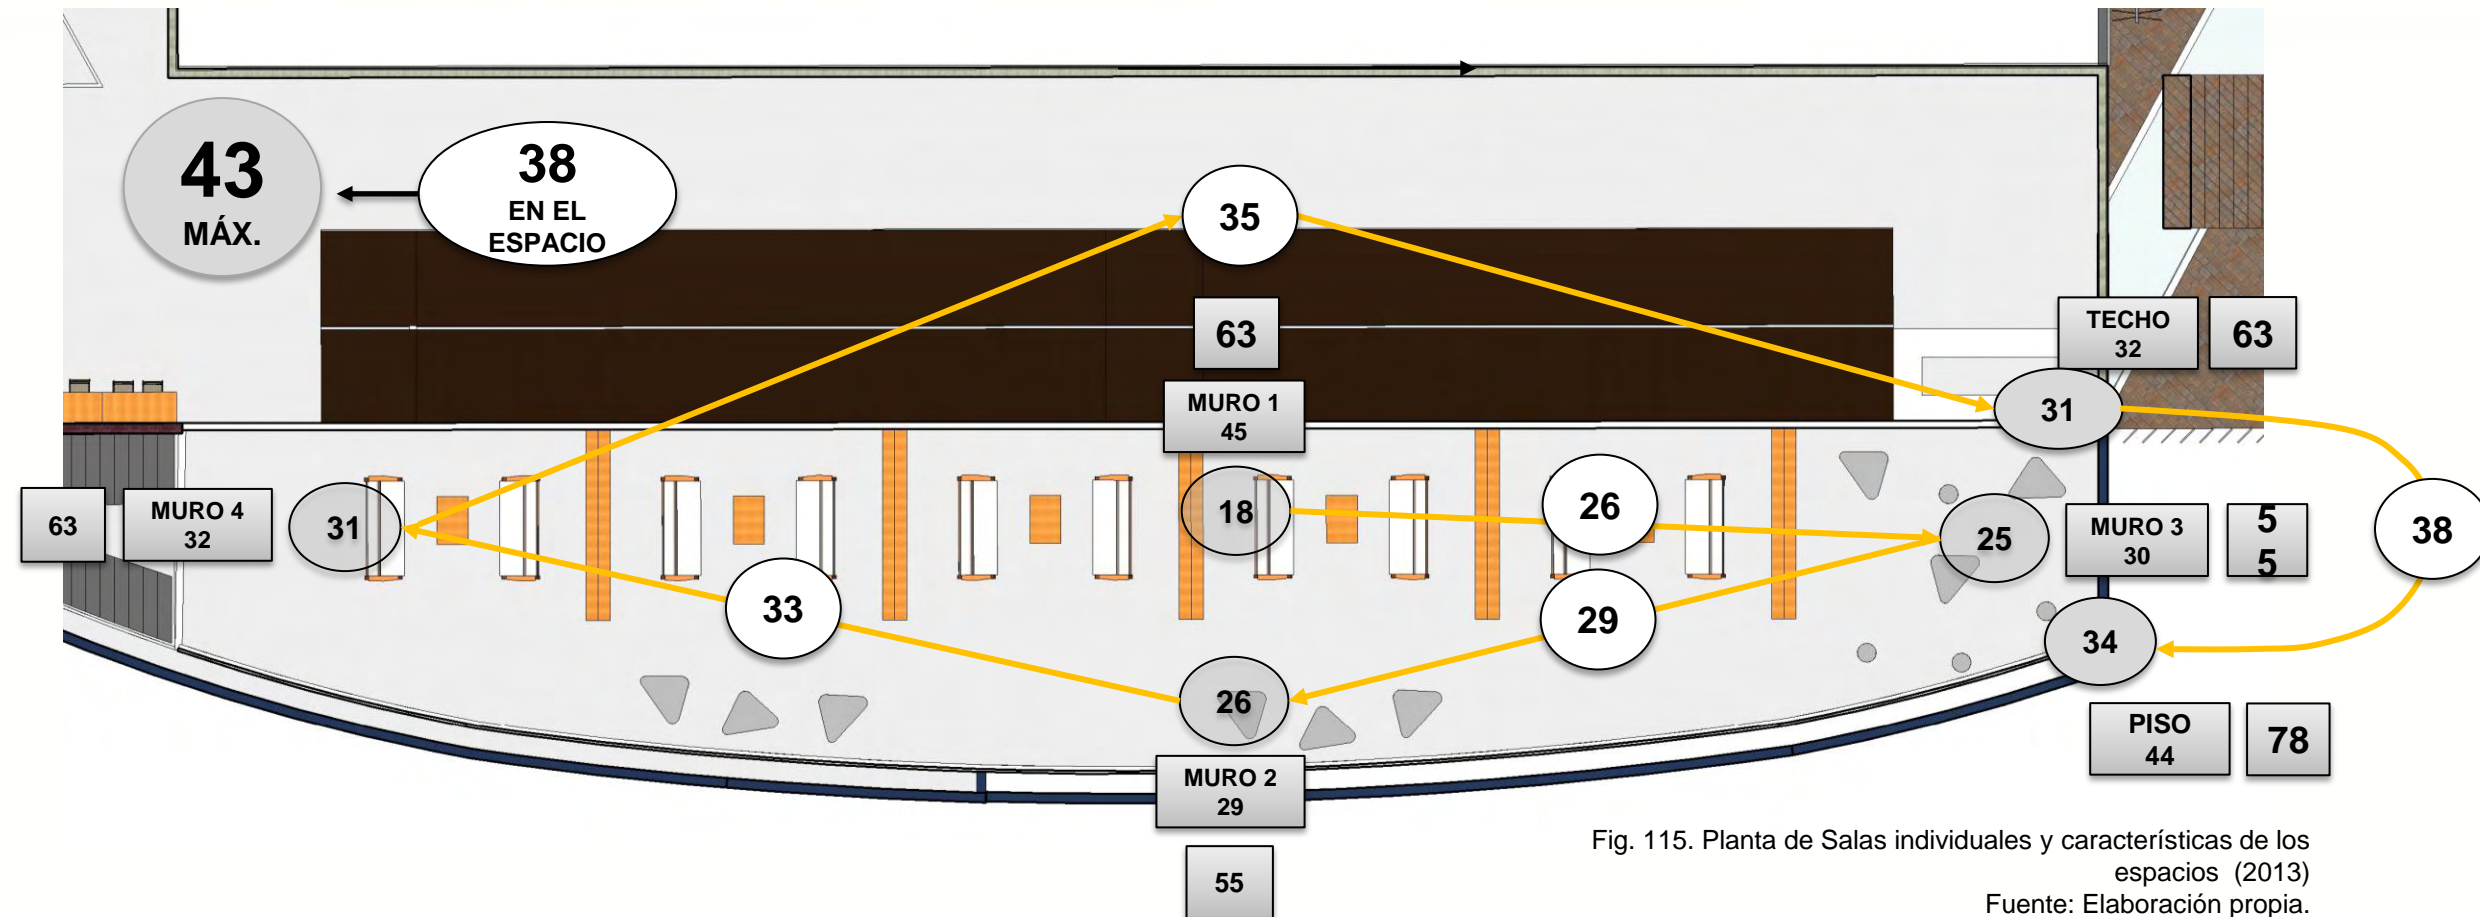 43
MÁX.
38
EN EL
ESPACIO
35
63
TECHO
32
63
MURO 1
45
31
63
MURO 4
32
31
18
26
25
MURO 3
30
5
5
38
33
29
34
26
PISO
44
78
MURO 2
29
55
Fig. 115. Planta de Salas individuales y características de los
espacios (2013)
Fuente: Elaboración propia.